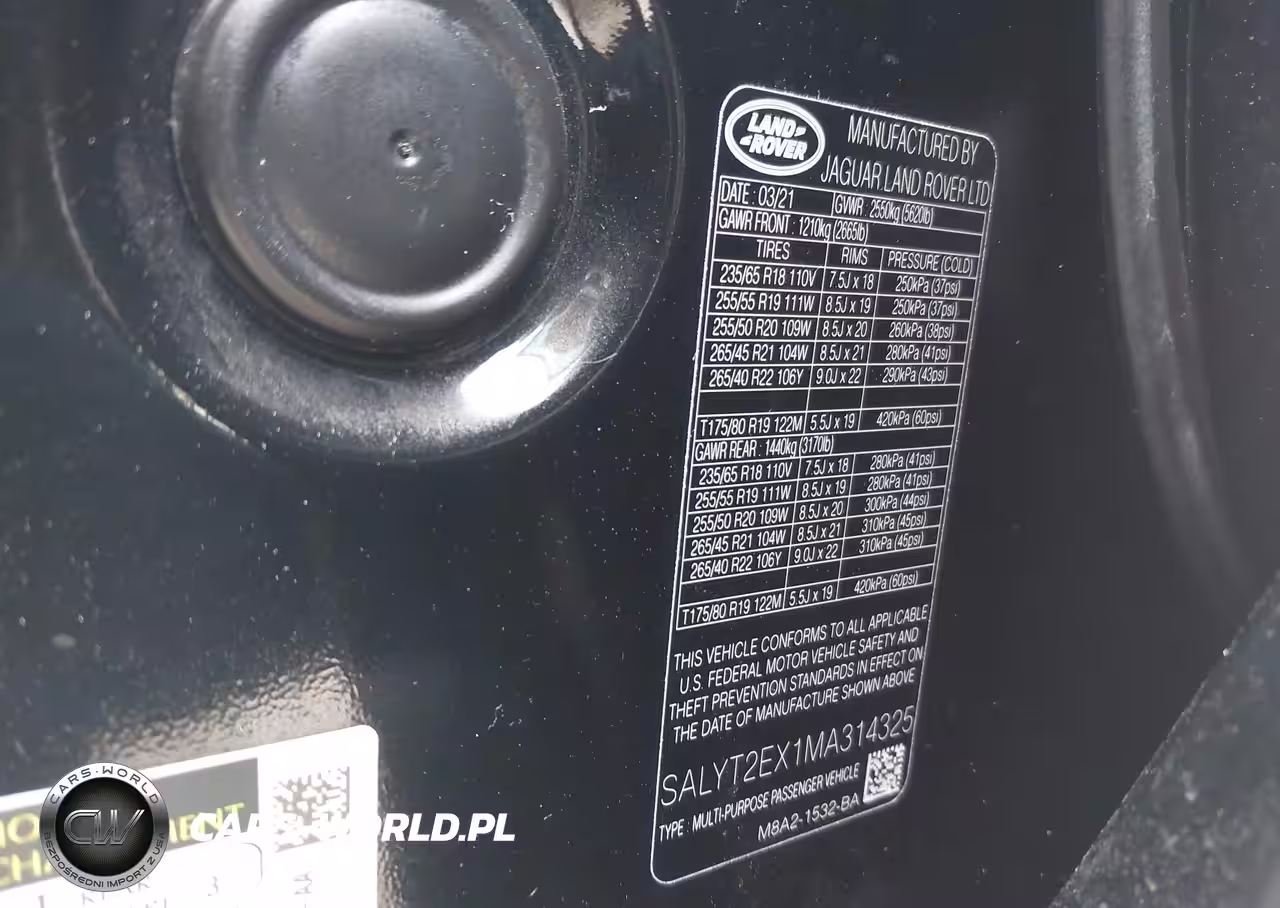 LAND
ROVER
MANUFACTURED BY
JAGUAR LAND ROVER LTD
DATE : 03/21 GVWR : 2550kg (5620lb)
GAWR FRONT : 1210kg (2665lb)
TIRES RIMS PRESSURE (COLD)
235/65 R18 110V 7.5J x 18 250kPa (37psi)
255/55 R19 111W 8.5J x 19 250kPa (37psi)
255/50 R20 109W 8.5J x 20 260kPa (38psi)
265/45 R21 104W 8.5J x 21 280kPa (41psi)
265/40 R22 106Y 9.0J x 22 290kPa (43psi)
T175/80 R19 122M 5.5J x 19 420kPa (60psi)
GAWR REAR : 1440kg (3170lb)
235/65 R18 110V 7.5J x 18 280kPa (41psi)
255/55 R19 111W 8.5J x 19 280kPa (41psi)
255/50 R20 109W 8.5J x 20 300kPa (44psi)
265/45 R21 104W 8.5J x 21 310kPa (45psi)
265/40 R22 106Y 9.0J x 22 310kPa (45psi)
T175/80 R19 122M 5.5J x 19 420kPa (60psi)
THIS VEHICLE CONFORMS TO ALL APPLICABLE
U.S. FEDERAL MOTOR VEHICLE SAFETY AND
THEFT PREVENTION STANDARDS IN EFFECT ON
THE DATE OF MANUFACTURE SHOWN ABOVE
SALYT2EX1MA314325
TYPE : MULTI-PURPOSE PASSENGER VEHICLE
M8A2-1532-BA
CARS-WORLD
CW
BEZPOŚREDNI IMPORT Z USA
CARS-WORLD.PL
3